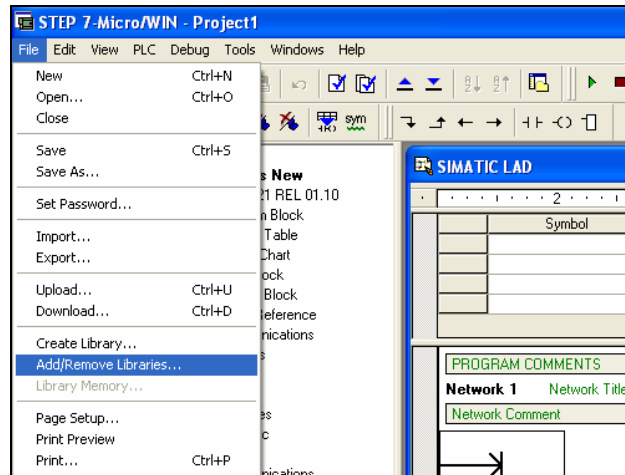 STEP 7-Micro/WIN - Project1
File Edit View PLC Debug Tools Windows Help
New Ctrl+N
Open... Ctrl+O
Close
Save Ctrl+S
Save As...
Set Password...
Import...
Export...
Upload... Ctrl+U
Download... Ctrl+D
Create Library...
Add/Remove Libraries...
Library Memory...
Page Setup...
Print Preview
Print... Ctrl+P
sym
s New
21 REL 01.10
Block
Table
Chart
ock
Block
eference
nications
s
es
c
nications
SIMATIC LAD
2
Symbol
PROGRAM COMMENTS
Network 1 Network Title
Network Comment